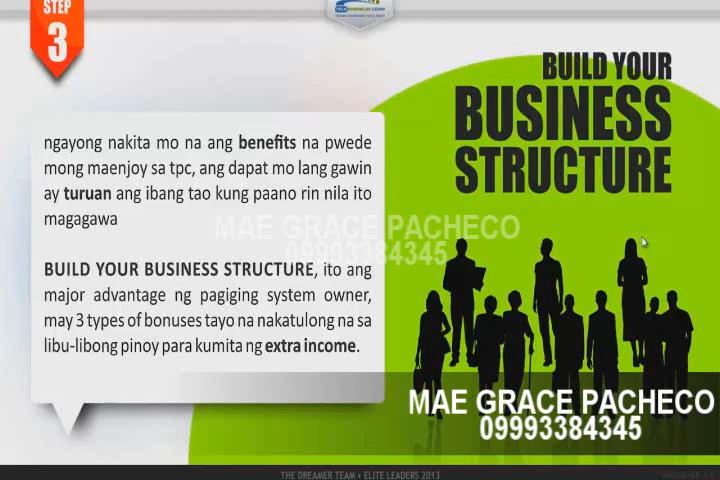 STEP
3
TELEPRENEUR CORP
BUILD YOUR
BUSINESS
STRUCTURE
ngayong nakita mo na ang benefits na pwede
mong maenjoy sa tpc, ang dapat mo lang gawin
ay turuan ang ibang tao kung paano rin nila ito
magagawa
MAE GRACE PACHECO
09993384345
BUILD YOUR BUSINESS STRUCTURE, ito ang
major advantage ng pagiging system owner,
may 3 types of bonuses tayo na nakatulong na sa
libu-libong pinoy para kumita ng extra income.
MAE GRACE PACHECO
09993384345
THE DREAMER TEAM • ELITE LEADERS 2013